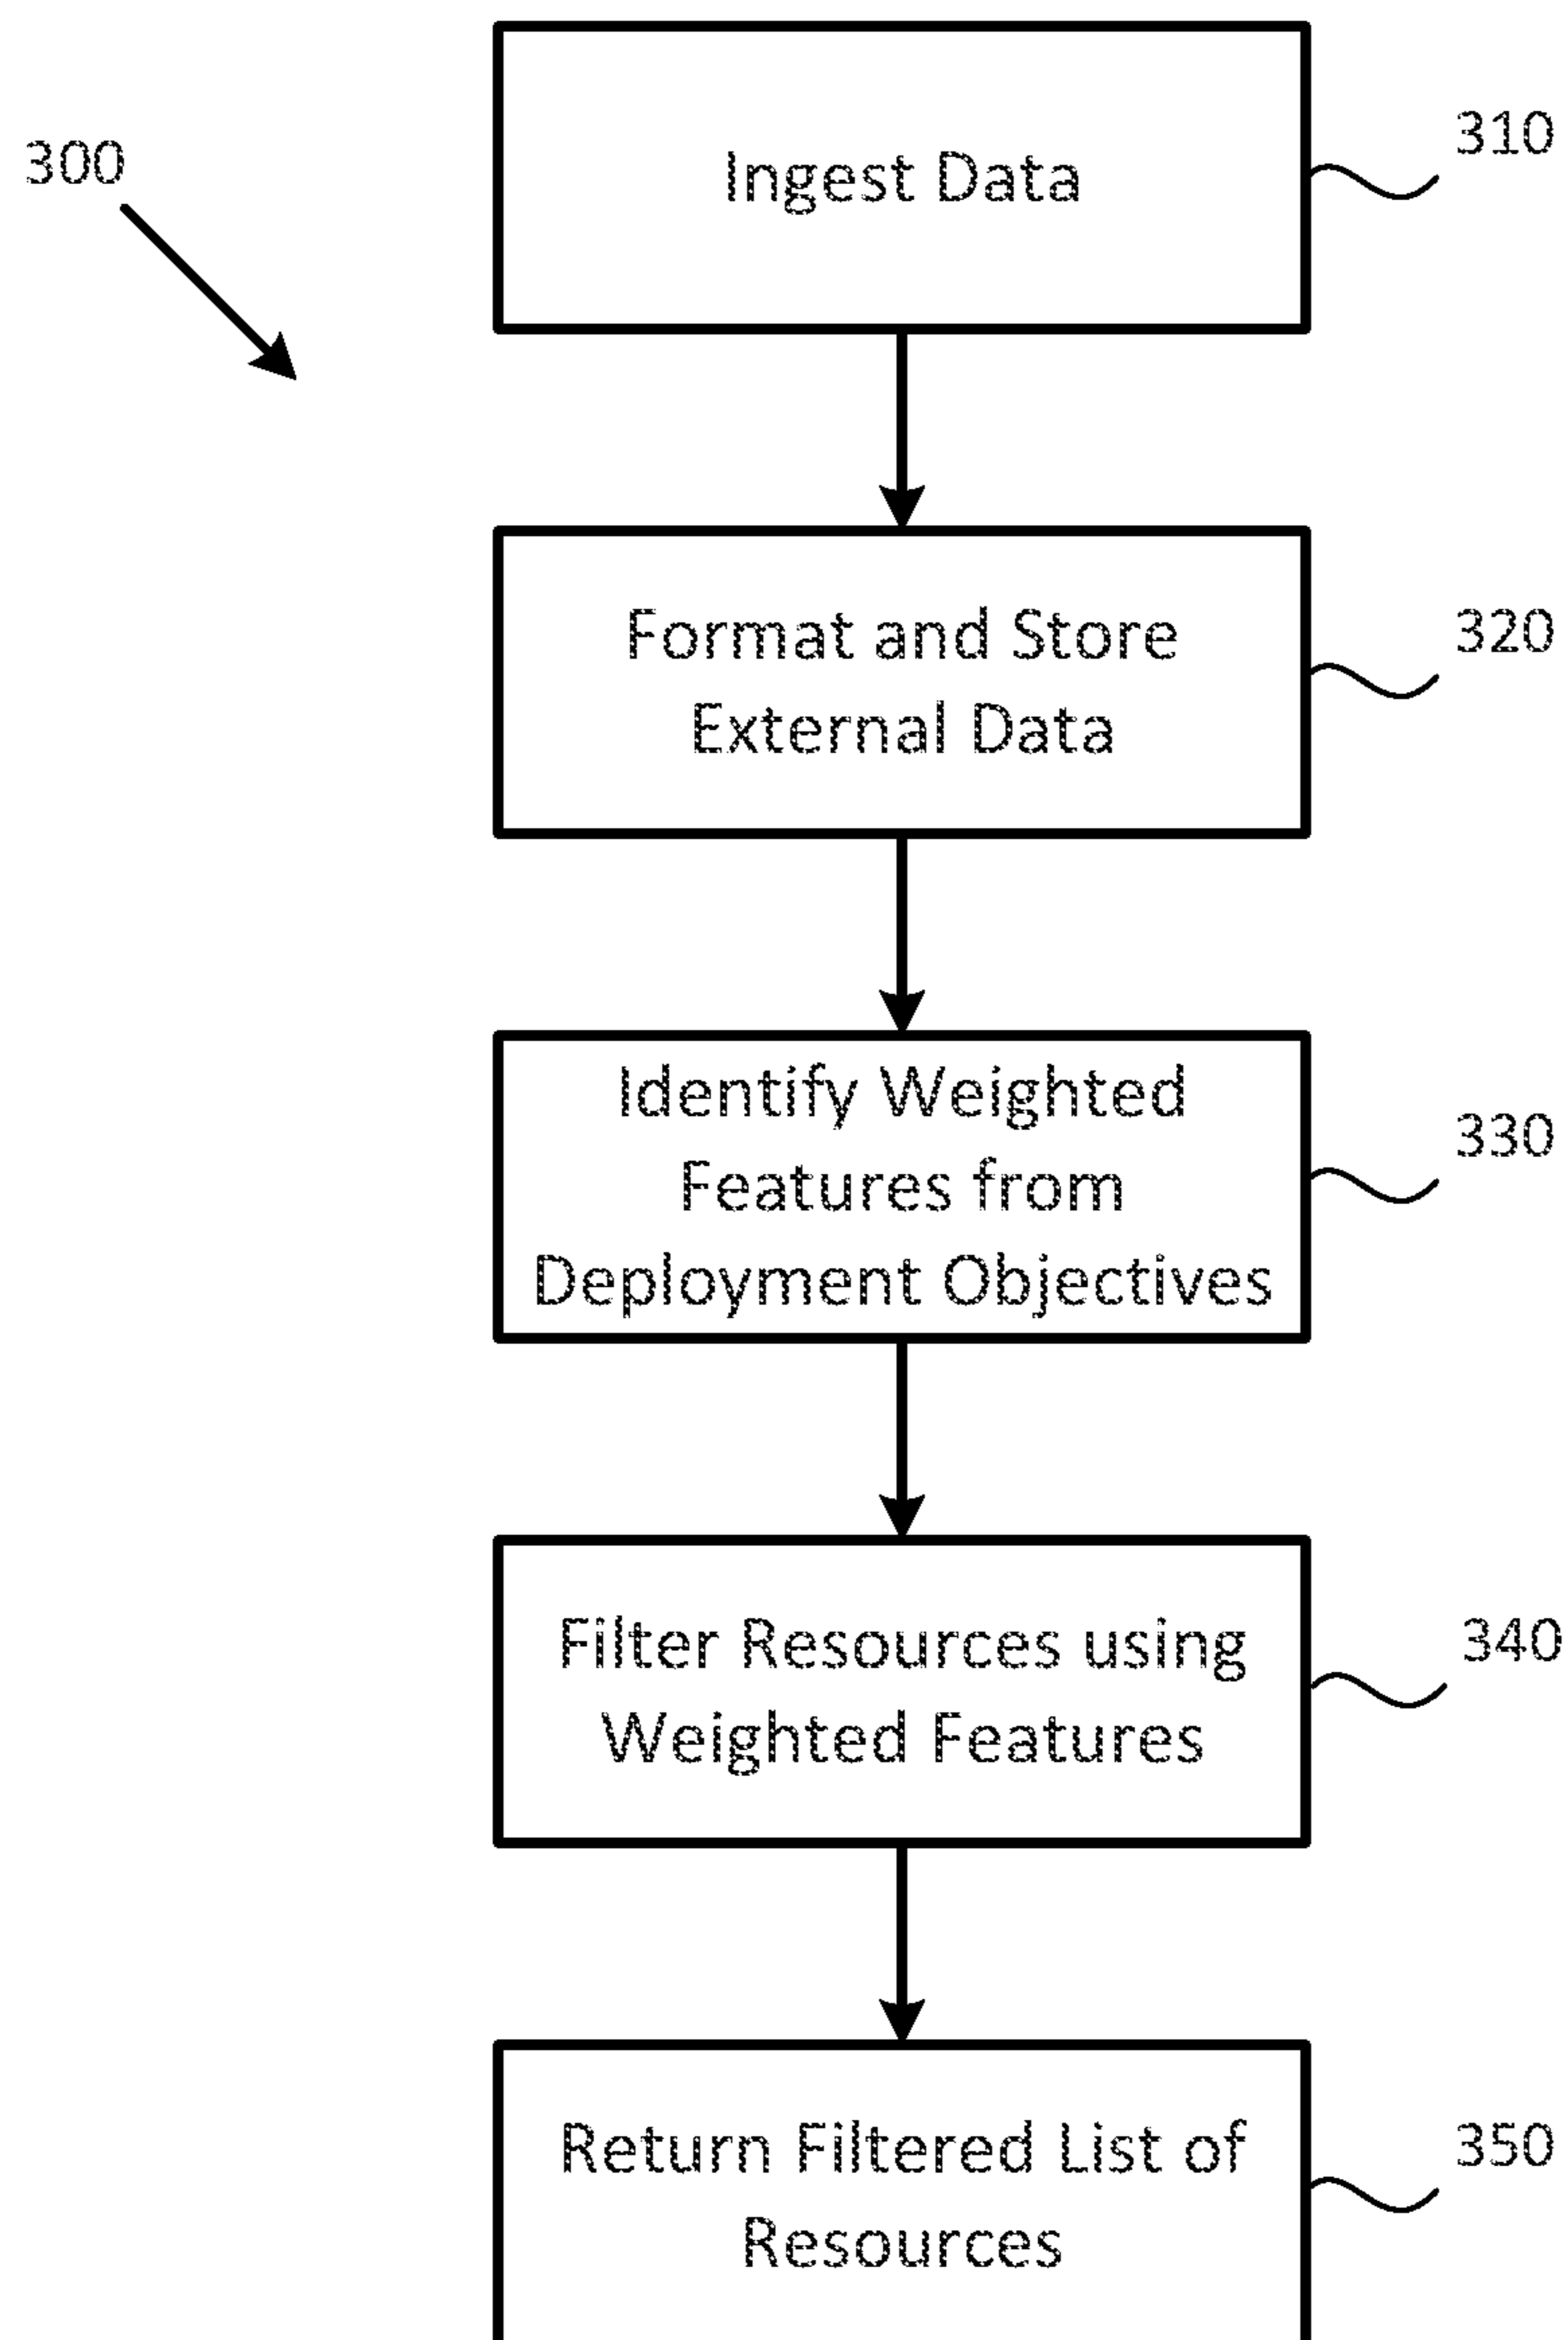 300
Ingest Data
310
Format and Store
External Data
320
Identify Weighted
Features from
Deployment Objectives
330
Filter Resources using
Weighted Features
340
Return Filtered List of
Resources
350